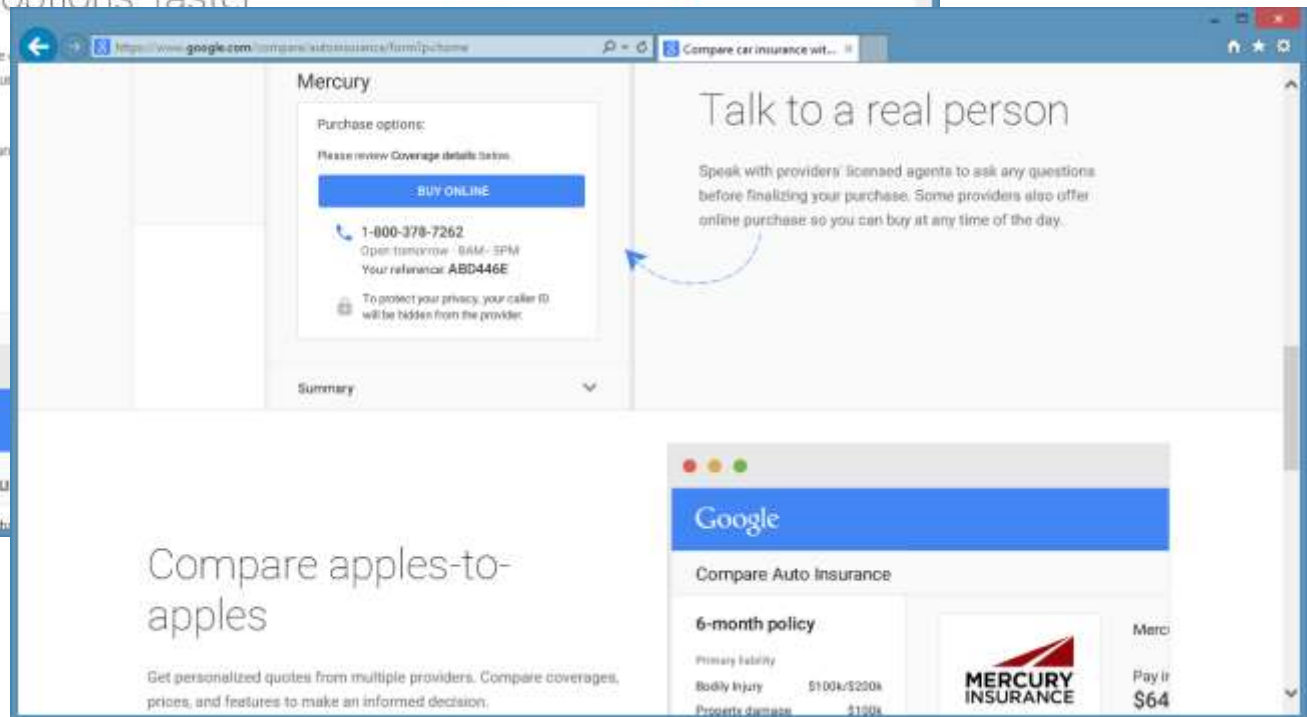 options faster
https://www.google.com/compare/autoinsurance/form?p=home
Compare car insurance wit...
Mercury
Purchase options:
Please review Coverage details below.
BUY ONLINE
1-800-378-7262
Open tomorrow · 8AM - 5PM
Your reference: ABD446E
To protect your privacy, your caller ID
will be hidden from the provider.
Summary
Talk to a real person
Speak with providers' licensed agents to ask any questions
before finalizing your purchase. Some providers also offer
online purchase so you can buy at any time of the day.
Compare apples-to-
apples
Get personalized quotes from multiple providers. Compare coverages,
prices, and features to make an informed decision.
Google
Compare Auto Insurance
6-month policy
Primary liability
Bodily Injury $100k/$200k
Property damage $100k
MERCURY
INSURANCE
Merc
Pay in
$64